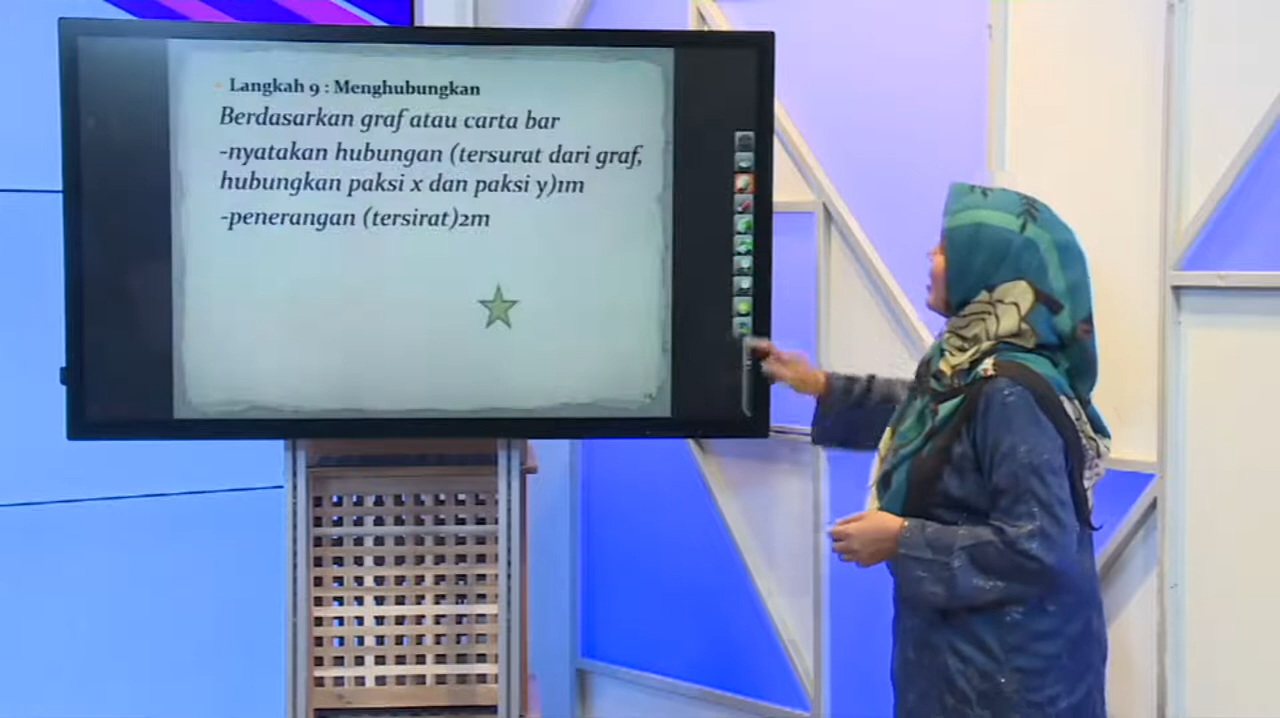 Langkah 9 : Menghubungkan
Berdasarkan graf atau carta bar
-nyatakan hubungan (tersurat dari graf,
hubungkan paksi x dan paksi y)1m
-penerangan (tersirat)2m